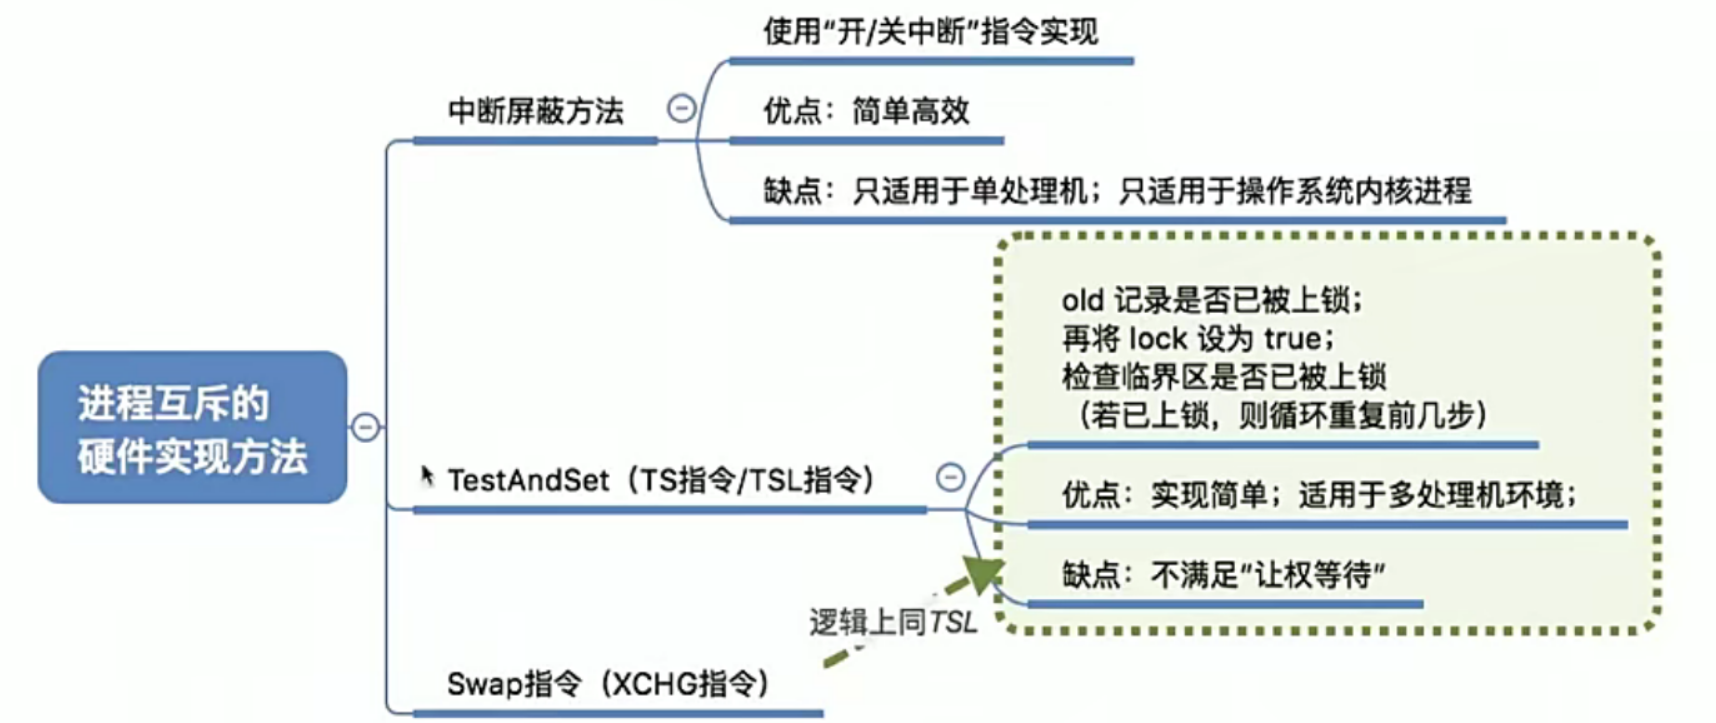 使用“开/关中断”指令实现
中断屏蔽方法
优点：简单高效
缺点：只适用于单处理机；只适用于操作系统内核进程
进程互斥的
硬件实现方法
old 记录是否已被上锁；
再将 lock 设为 true；
检查临界区是否已被上锁
（若已上锁，则循环重复前几步）
TestAndSet（TS指令/TSL指令）
优点：实现简单；适用于多处理机环境；
缺点：不满足“让权等待”
逻辑上同TSL
Swap指令（XCHG指令）